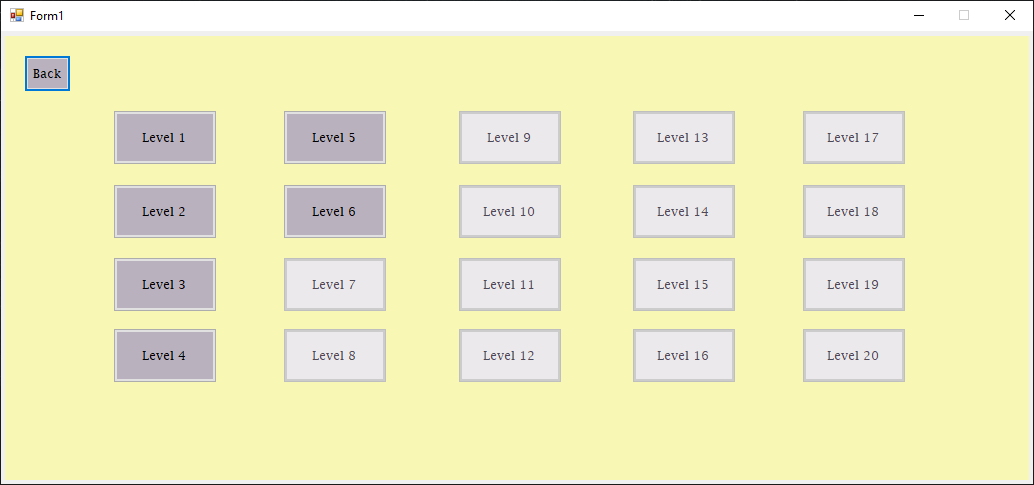 Form1
Back
Level 1
Level 5
Level 9
Level 13
Level 17
Level 2
Level 6
Level 10
Level 14
Level 18
Level 3
Level 7
Level 11
Level 15
Level 19
Level 4
Level 8
Level 12
Level 16
Level 20